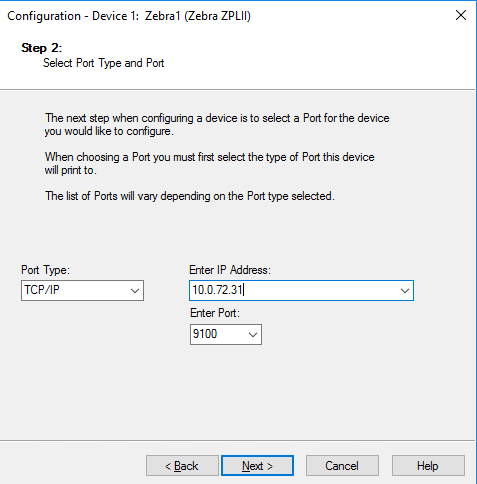 Configuration - Device 1: Zebra1 (Zebra ZPLII)
Step 2:
Select Port Type and Port
The next step when configuring a device is to select a Port for the device
you would like to configure.
When choosing a Port you must first select the type of Port this device
will print to.
The list of Ports will vary depending on the Port type selected.
Port Type:
Enter IP Address:
TCP/IP
10.0.72.31
Enter Port:
9100
< Back
Next >
Cancel
Help